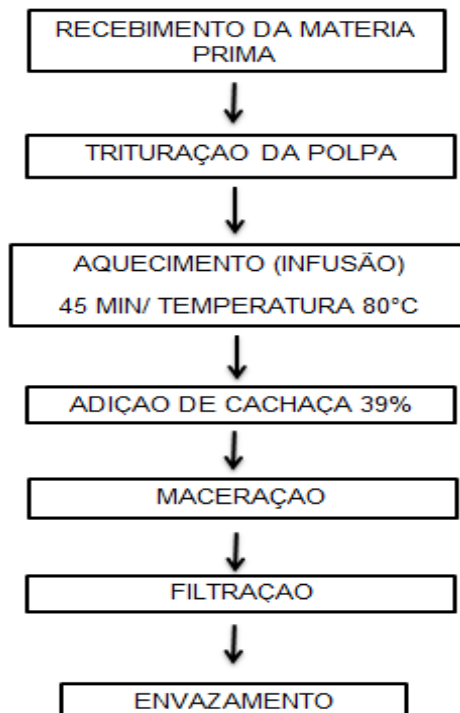 RECEBIMENTO DA MATERIA
PRIMA
TRITURAÇAO DA POLPA
AQUECIMENTO (INFUSÃO)
45 MIN/ TEMPERATURA 80°C
ADIÇAO DE CACHAÇA 39%
MACERAÇAO
FILTRAÇAO
ENVAZAMENTO